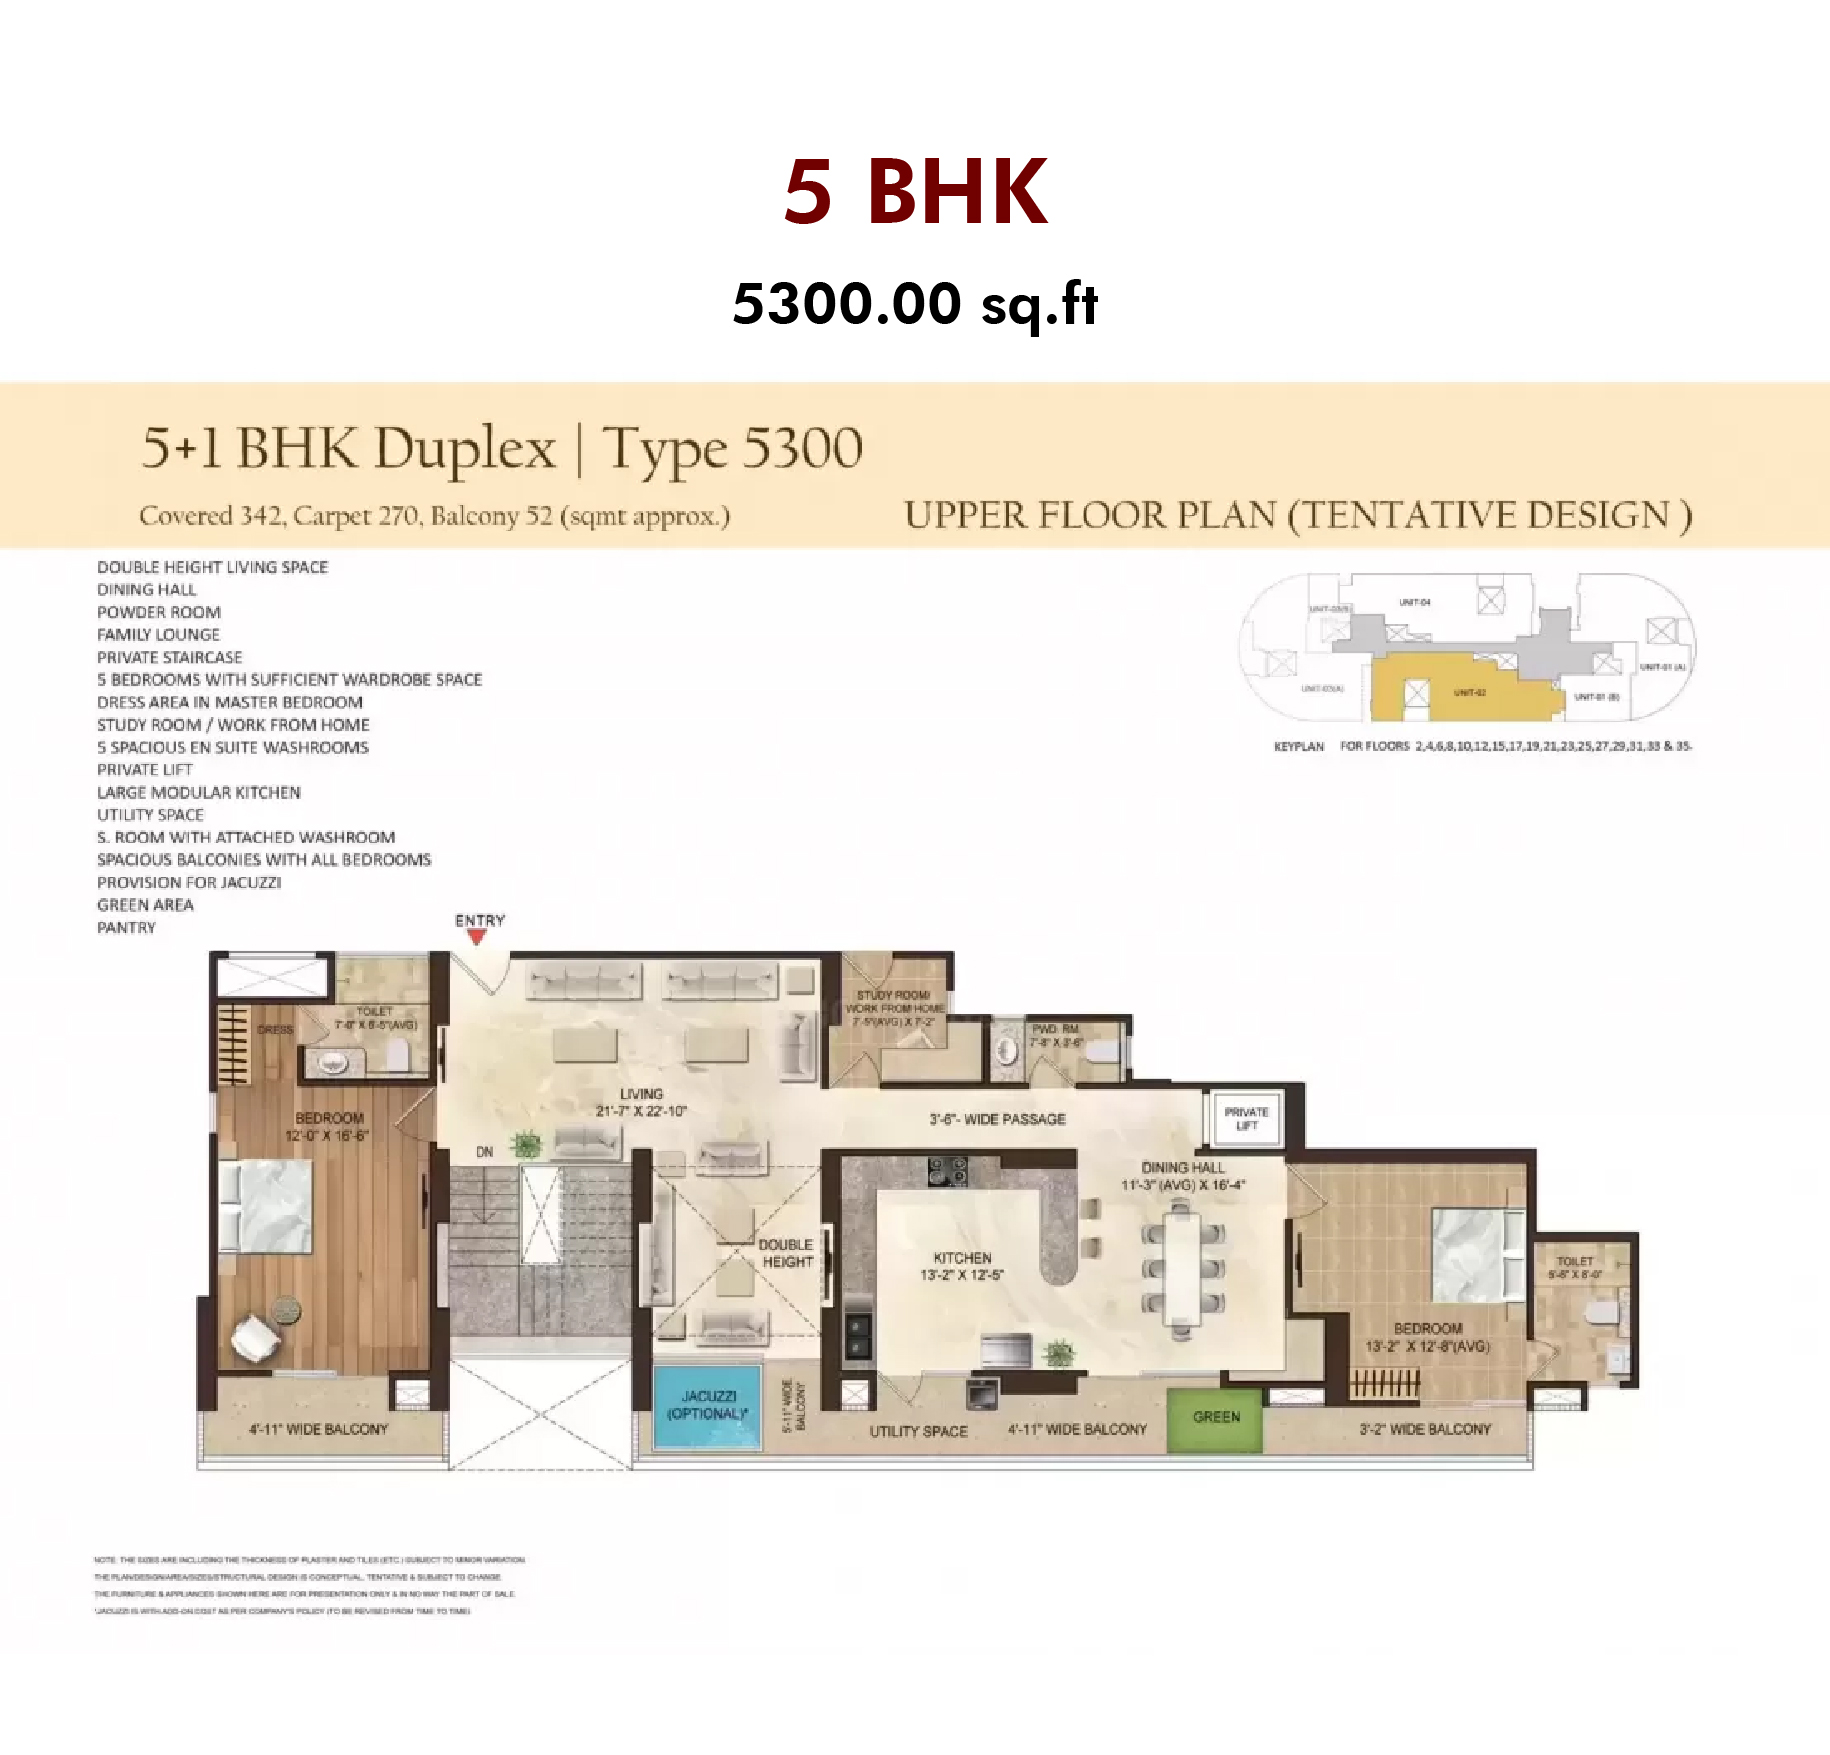 5 BHK
5300.00 sq.ft
5+1 BHK Duplex | Type 5300
Covered 342, Carpet 270, Balcony 52 (sqmt approx.)
UPPER FLOOR PLAN (TENTATIVE DESIGN )
DOUBLE HEIGHT LIVING SPACE
DINING HALL
POWDER ROOM
FAMILY LOUNGE
PRIVATE STAIRCASE
5 BEDROOMS WITH SUFFICIENT WARDROBE SPACE
DRESS AREA IN MASTER BEDROOM
STUDY ROOM / WORK FROM HOME
5 SPACIOUS EN SUITE WASHROOMS
PRIVATE LIFT
LARGE MODULAR KITCHEN
UTILITY SPACE
S. ROOM WITH ATTACHED WASHROOM
SPACIOUS BALCONIES WITH ALL BEDROOMS
PROVISION FOR JACUZZI
GREEN AREA
PANTRY
UNIT-03(B)
UNIT-04
UNIT-01 (A)
UNIT-03(A)
UNIT-02
UNIT-01 (B)
KEYPLAN FOR FLOORS 2,4,6,8,10,12,15,17,19,21,23,25,27,29,31,33 & 35-
ENTRY
TOILET
DRESS
BEDROOM
12'-0" X 16'-6"
LIVING
21'-7" X 22'-10"
DN
STUDY ROOM/
WORK FROM HOME
7'-5"(AVG) X 7'-2"
PWD. RM.
7'-8" X 3'-6"
3'-6"- WIDE PASSAGE
PRIVATE
LIFT
DINING HALL
11'-3" (AVG) X 16'-4"
DOUBLE
HEIGHT
KITCHEN
13'-2" X 12'-5"
TOILET
BEDROOM
13'-2" X 12'-8"(AVG)
JACUZZI
(OPTIONAL)*
5'-11" WIDE
BALCONY
4'-11" WIDE BALCONY
UTILITY SPACE
4'-11" WIDE BALCONY
GREEN
3'-2" WIDE BALCONY
NOTE: THE SIZES ARE INCLUDING THE THICKNESS OF PLASTER AND TILES (ETC.) SUBJECT TO MINOR VARIATION.
THE PLAN/DESIGN/AREA/SIZES/STRUCTURAL DESIGN IS CONCEPTUAL, TENTATIVE & SUBJECT TO CHANGE.
THE FURNITURE & APPLIANCES SHOWN HERE ARE FOR PRESENTATION ONLY & IN NO WAY THE PART OF SALE.
*JACUZZI IS WITH ADD-ON COST AS PER COMPANY'S POLICY (TO BE REVISED FROM TIME TO TIME).